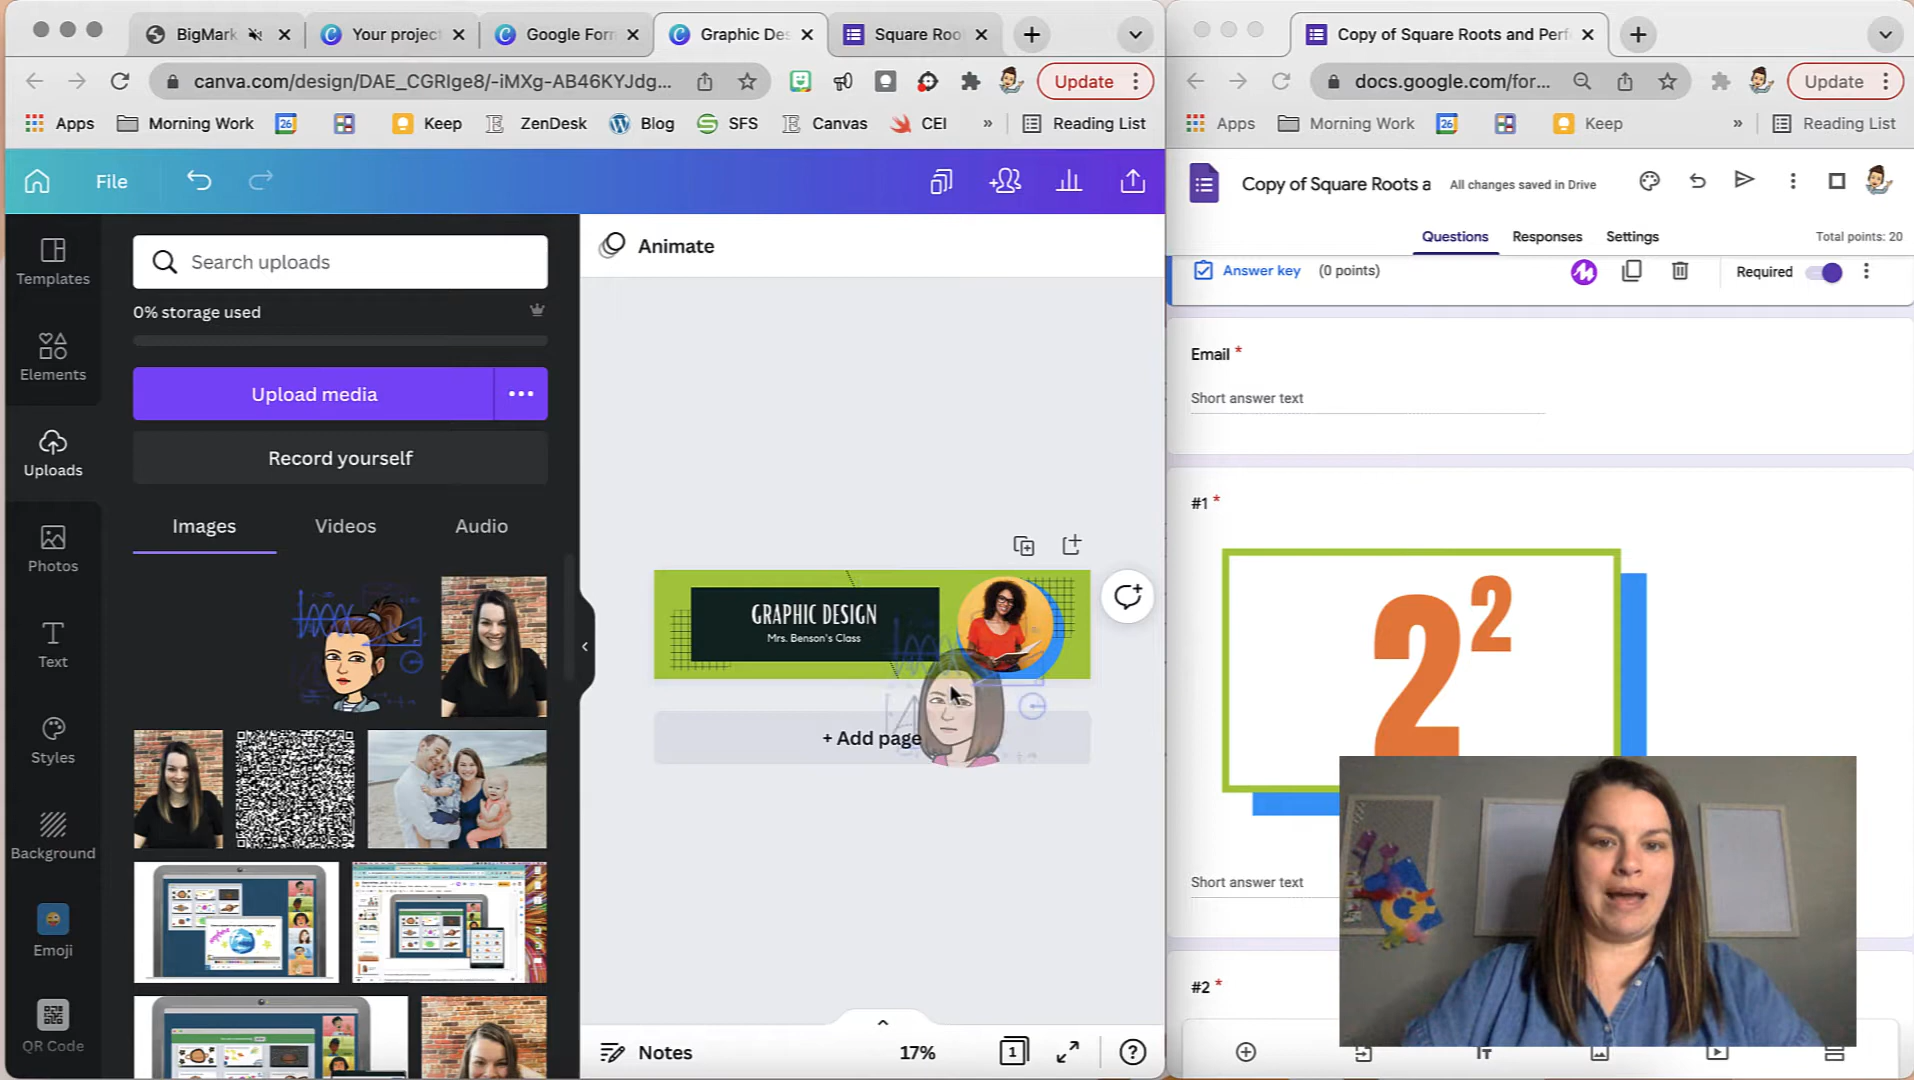 BigMark
Your projec
Google Forn
Graphic Des
Square Roo
canva.com/design/DAE_CGRIge8/-iMXg-AB46KYJdg...
Update
Apps
Morning Work
26
Keep
ZenDesk
Blog
SFS
Canvas
CEI
»
Reading List
File
Templates
Elements
Uploads
Photos
Text
Styles
Background
Emoji
QR Code
Search uploads
0% storage used
Upload media
Record yourself
Images
Videos
Audio
Animate
GRAPHIC DESIGN
Mrs. Benson's Class
+ Add page
Notes
17%
1
Copy of Square Roots and Perf
docs.google.com/for...
Update
Apps
Morning Work
26
Keep
»
Reading List
Copy of Square Roots a
All changes saved in Drive
Questions
Responses
Settings
Total points: 20
Answer key
(0 points)
Required
Email *
Short answer text
#1 *
2²
Short answer text
#2 *